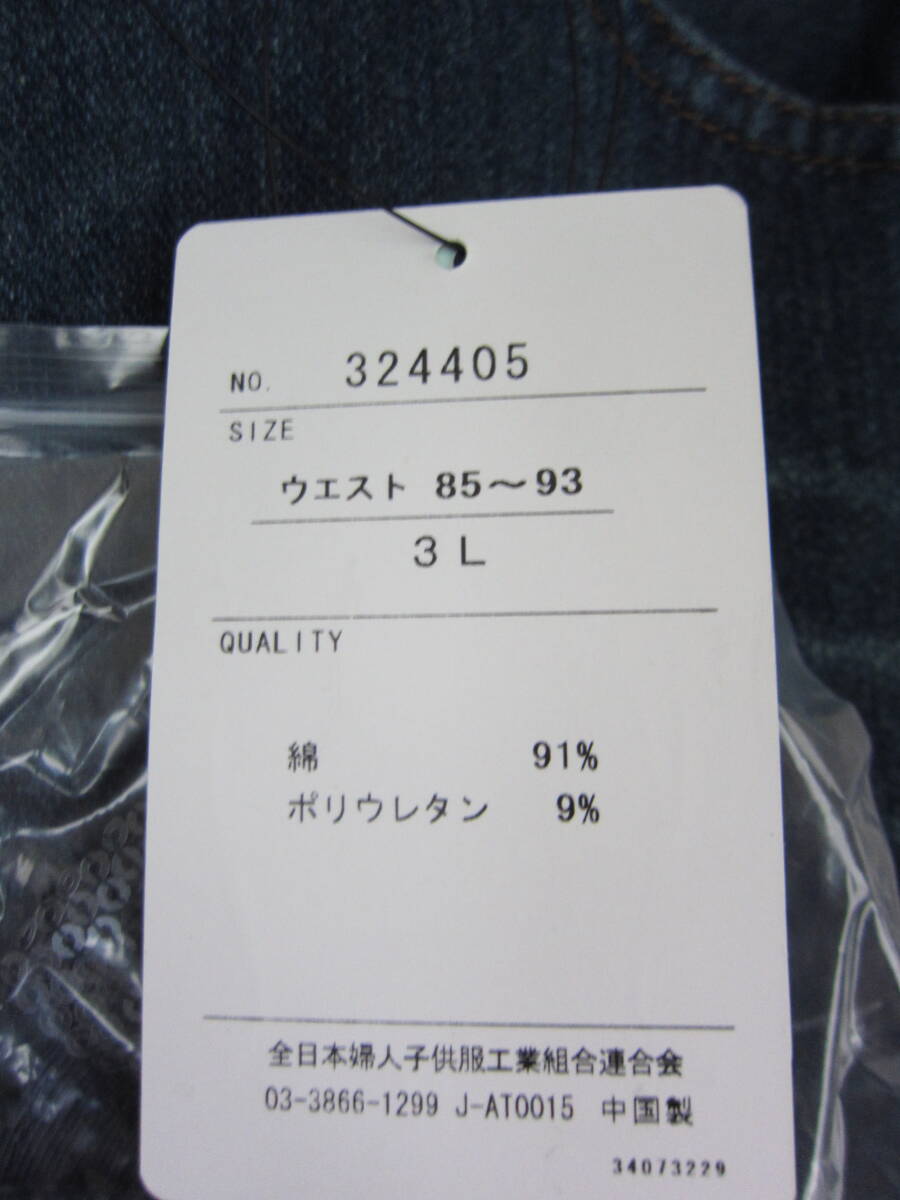 NO. 324405
SIZE
ウエスト 85～93
3L
QUALITY
綿 91%
ポリウレタン 9%
全日本婦人子供服工業組合連合会
03-3866-1299 J-AT0015 中国製
34073229